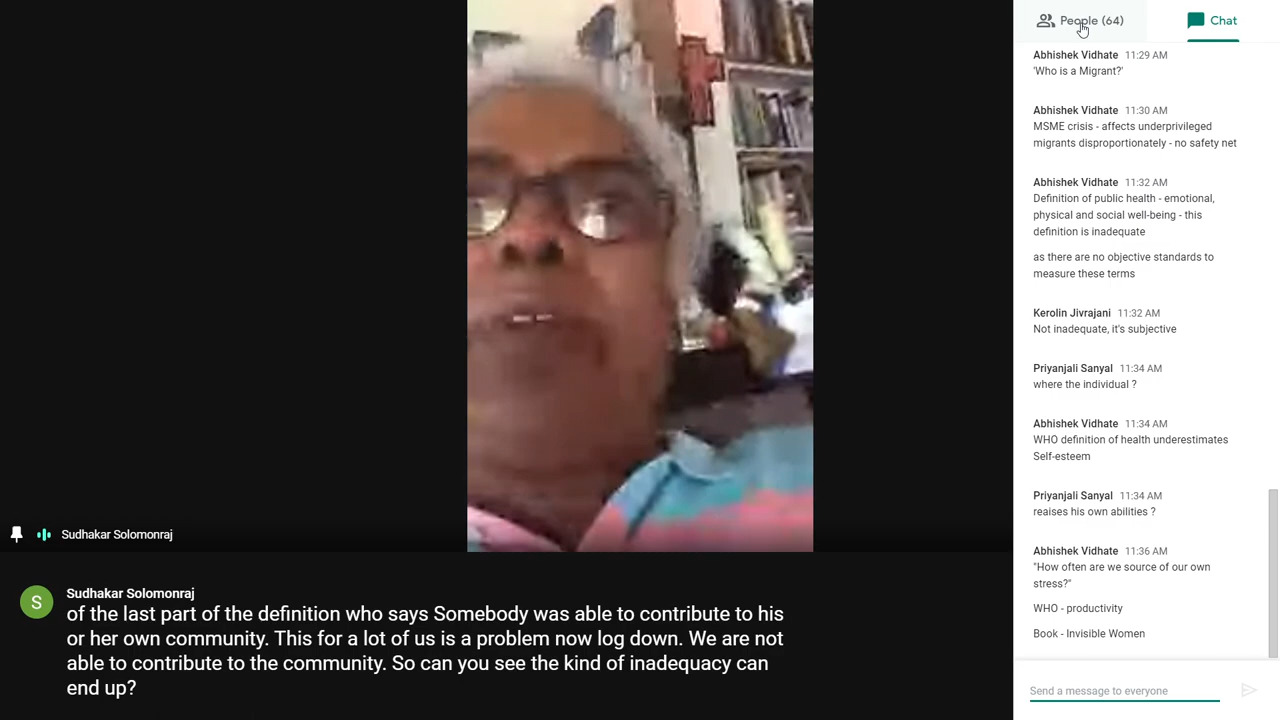 People (64)
Chat
Abhishek Vidhate 11:29 AM
'Who is a Migrant?'
Abhishek Vidhate 11:30 AM
MSME crisis - affects underprivileged
migrants disproportionately - no safety net
Abhishek Vidhate 11:32 AM
Definition of public health - emotional,
physical and social well-being - this
definition is inadequate
as there are no objective standards to
measure these terms
Kerolin Jivrajani 11:32 AM
Not inadequate, it's subjective
Priyanjali Sanyal 11:34 AM
where the individual ?
Abhishek Vidhate 11:34 AM
WHO definition of health underestimates
Self-esteem
Priyanjali Sanyal 11:34 AM
reaises his own abilities ?
Abhishek Vidhate 11:36 AM
"How often are we source of our own
stress?"
WHO - productivity
Book - Invisible Women
Send a message to everyone
Sudhakar Solomonraj
S
Sudhakar Solomonraj
of the last part of the definition who says Somebody was able to contribute to his
or her own community. This for a lot of us is a problem now log down. We are not
able to contribute to the community. So can you see the kind of inadequacy can
end up?